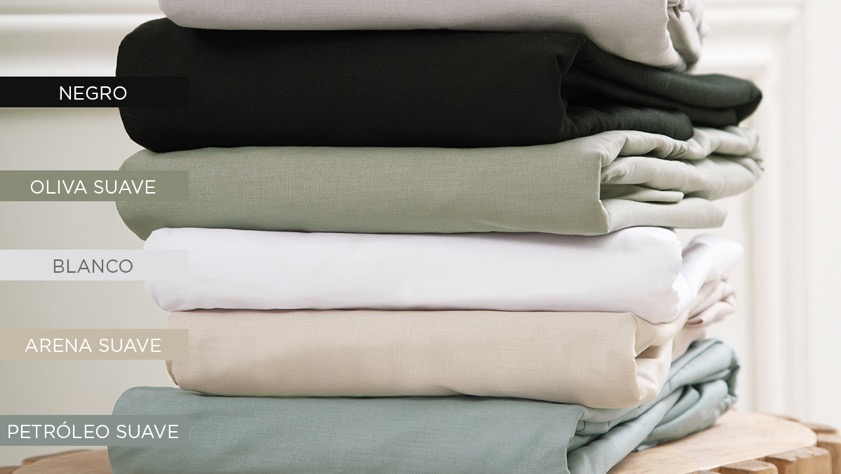 NEGRO
OLIVA SUAVE
BLANCO
ARENA SUAVE
PETRÓLEO SUAVE